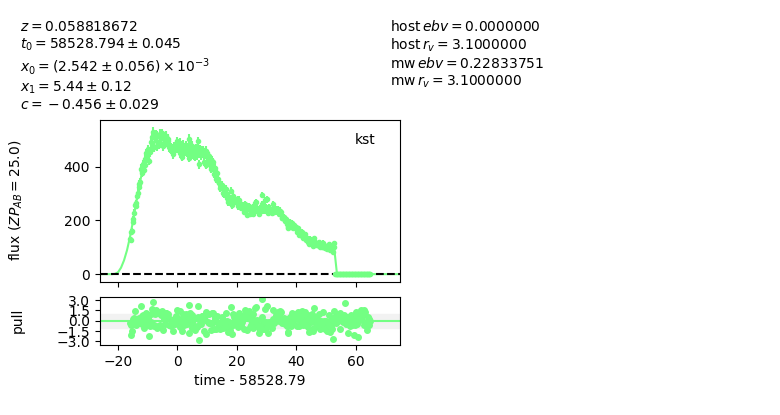 z = 0.058818672
t₀ = 58528.794 ± 0.045
x₀ = (2.542 ± 0.056) × 10⁻³
x₁ = 5.44 ± 0.12
c = −0.456 ± 0.029
host ebv = 0.0000000
host r_v = 3.1000000
mw ebv = 0.22833751
mw r_v = 3.1000000
kst
flux (ZP_AB = 25.0)
400
200
0
pull
3.0
1.5
0.0
−1.5
−3.0
−20 0 20 40 60
time - 58528.79